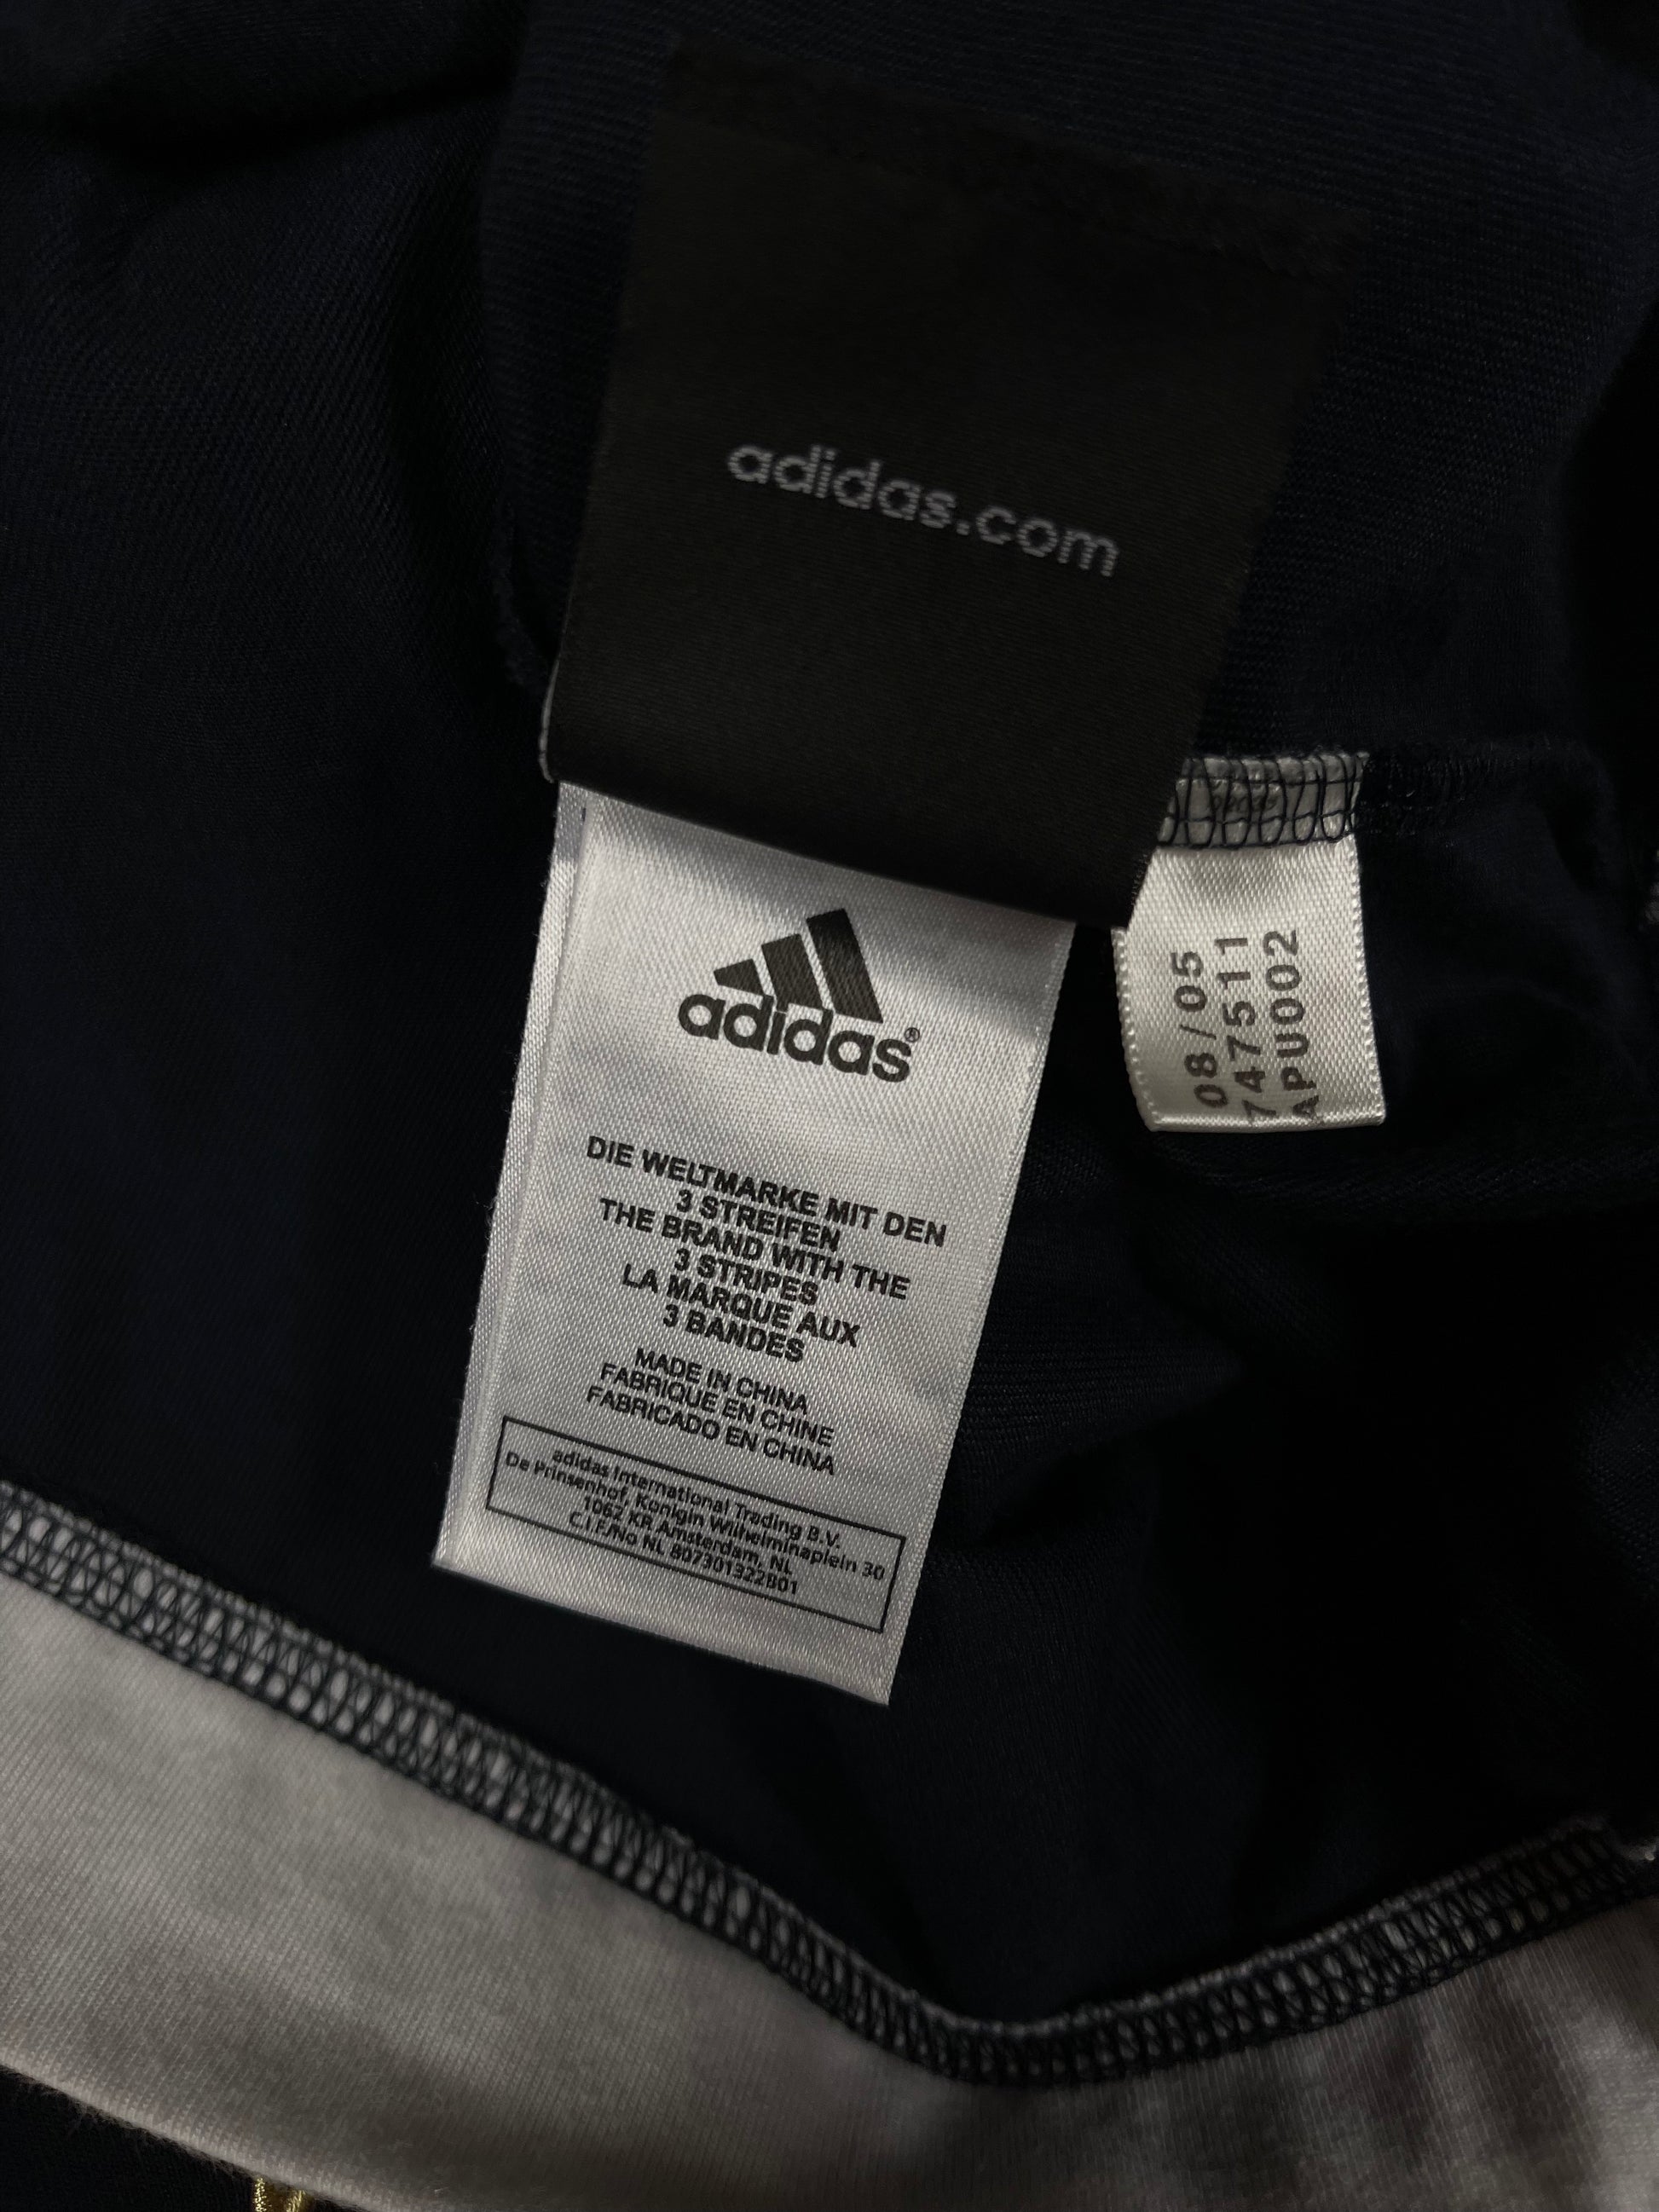 adidas.com
adidas®
DIE WELTMARKE MIT DEN
3 STREIFEN
THE BRAND WITH THE
3 STRIPES
LA MARQUE AUX
3 BANDES
MADE IN CHINA
FABRIQUE EN CHINE
FABRICADO EN CHINA
adidas International Trading B.V.
De Prinsenhof, Konigin Wilhelminaplein 30
1062 KR Amsterdam, NL
C.I.F./No NL 807301322B01
08/05
747511
APU002